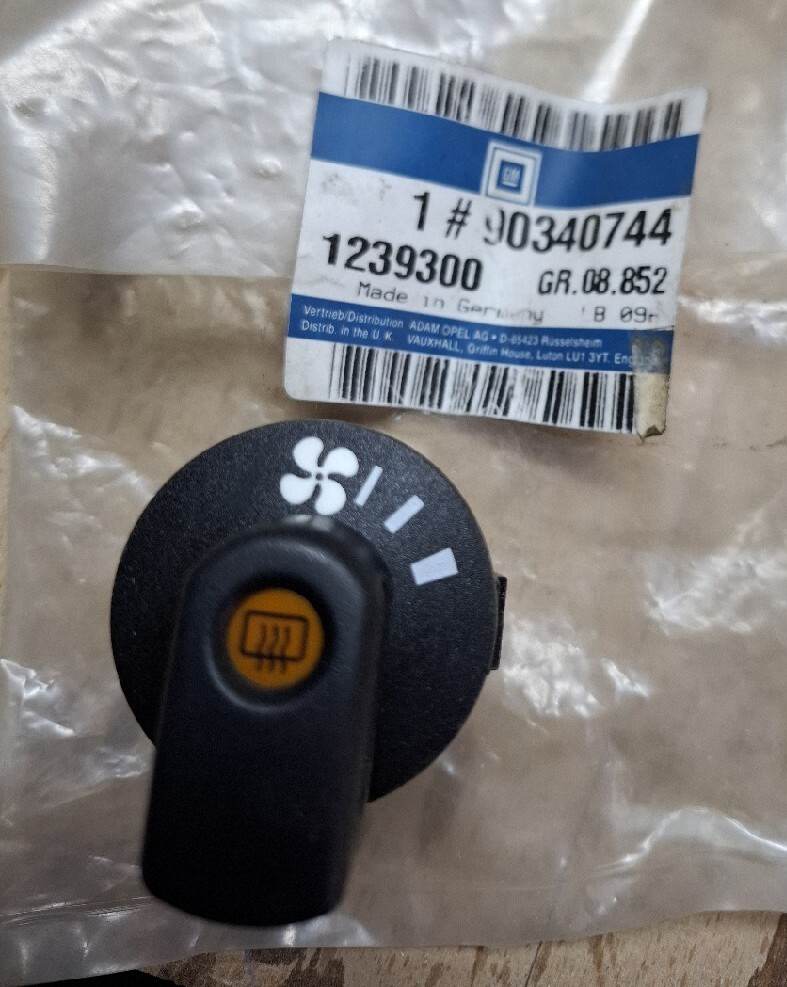 GM
1 # 90340744
1239300 GR.08.852
Made in Germany
Vertrieb/Distribution ADAM OPEL AG • D-65423 Rüsselsheim
Distrib. in the U.K. VAUXHALL, Griffin House, Luton LU1 3YT.